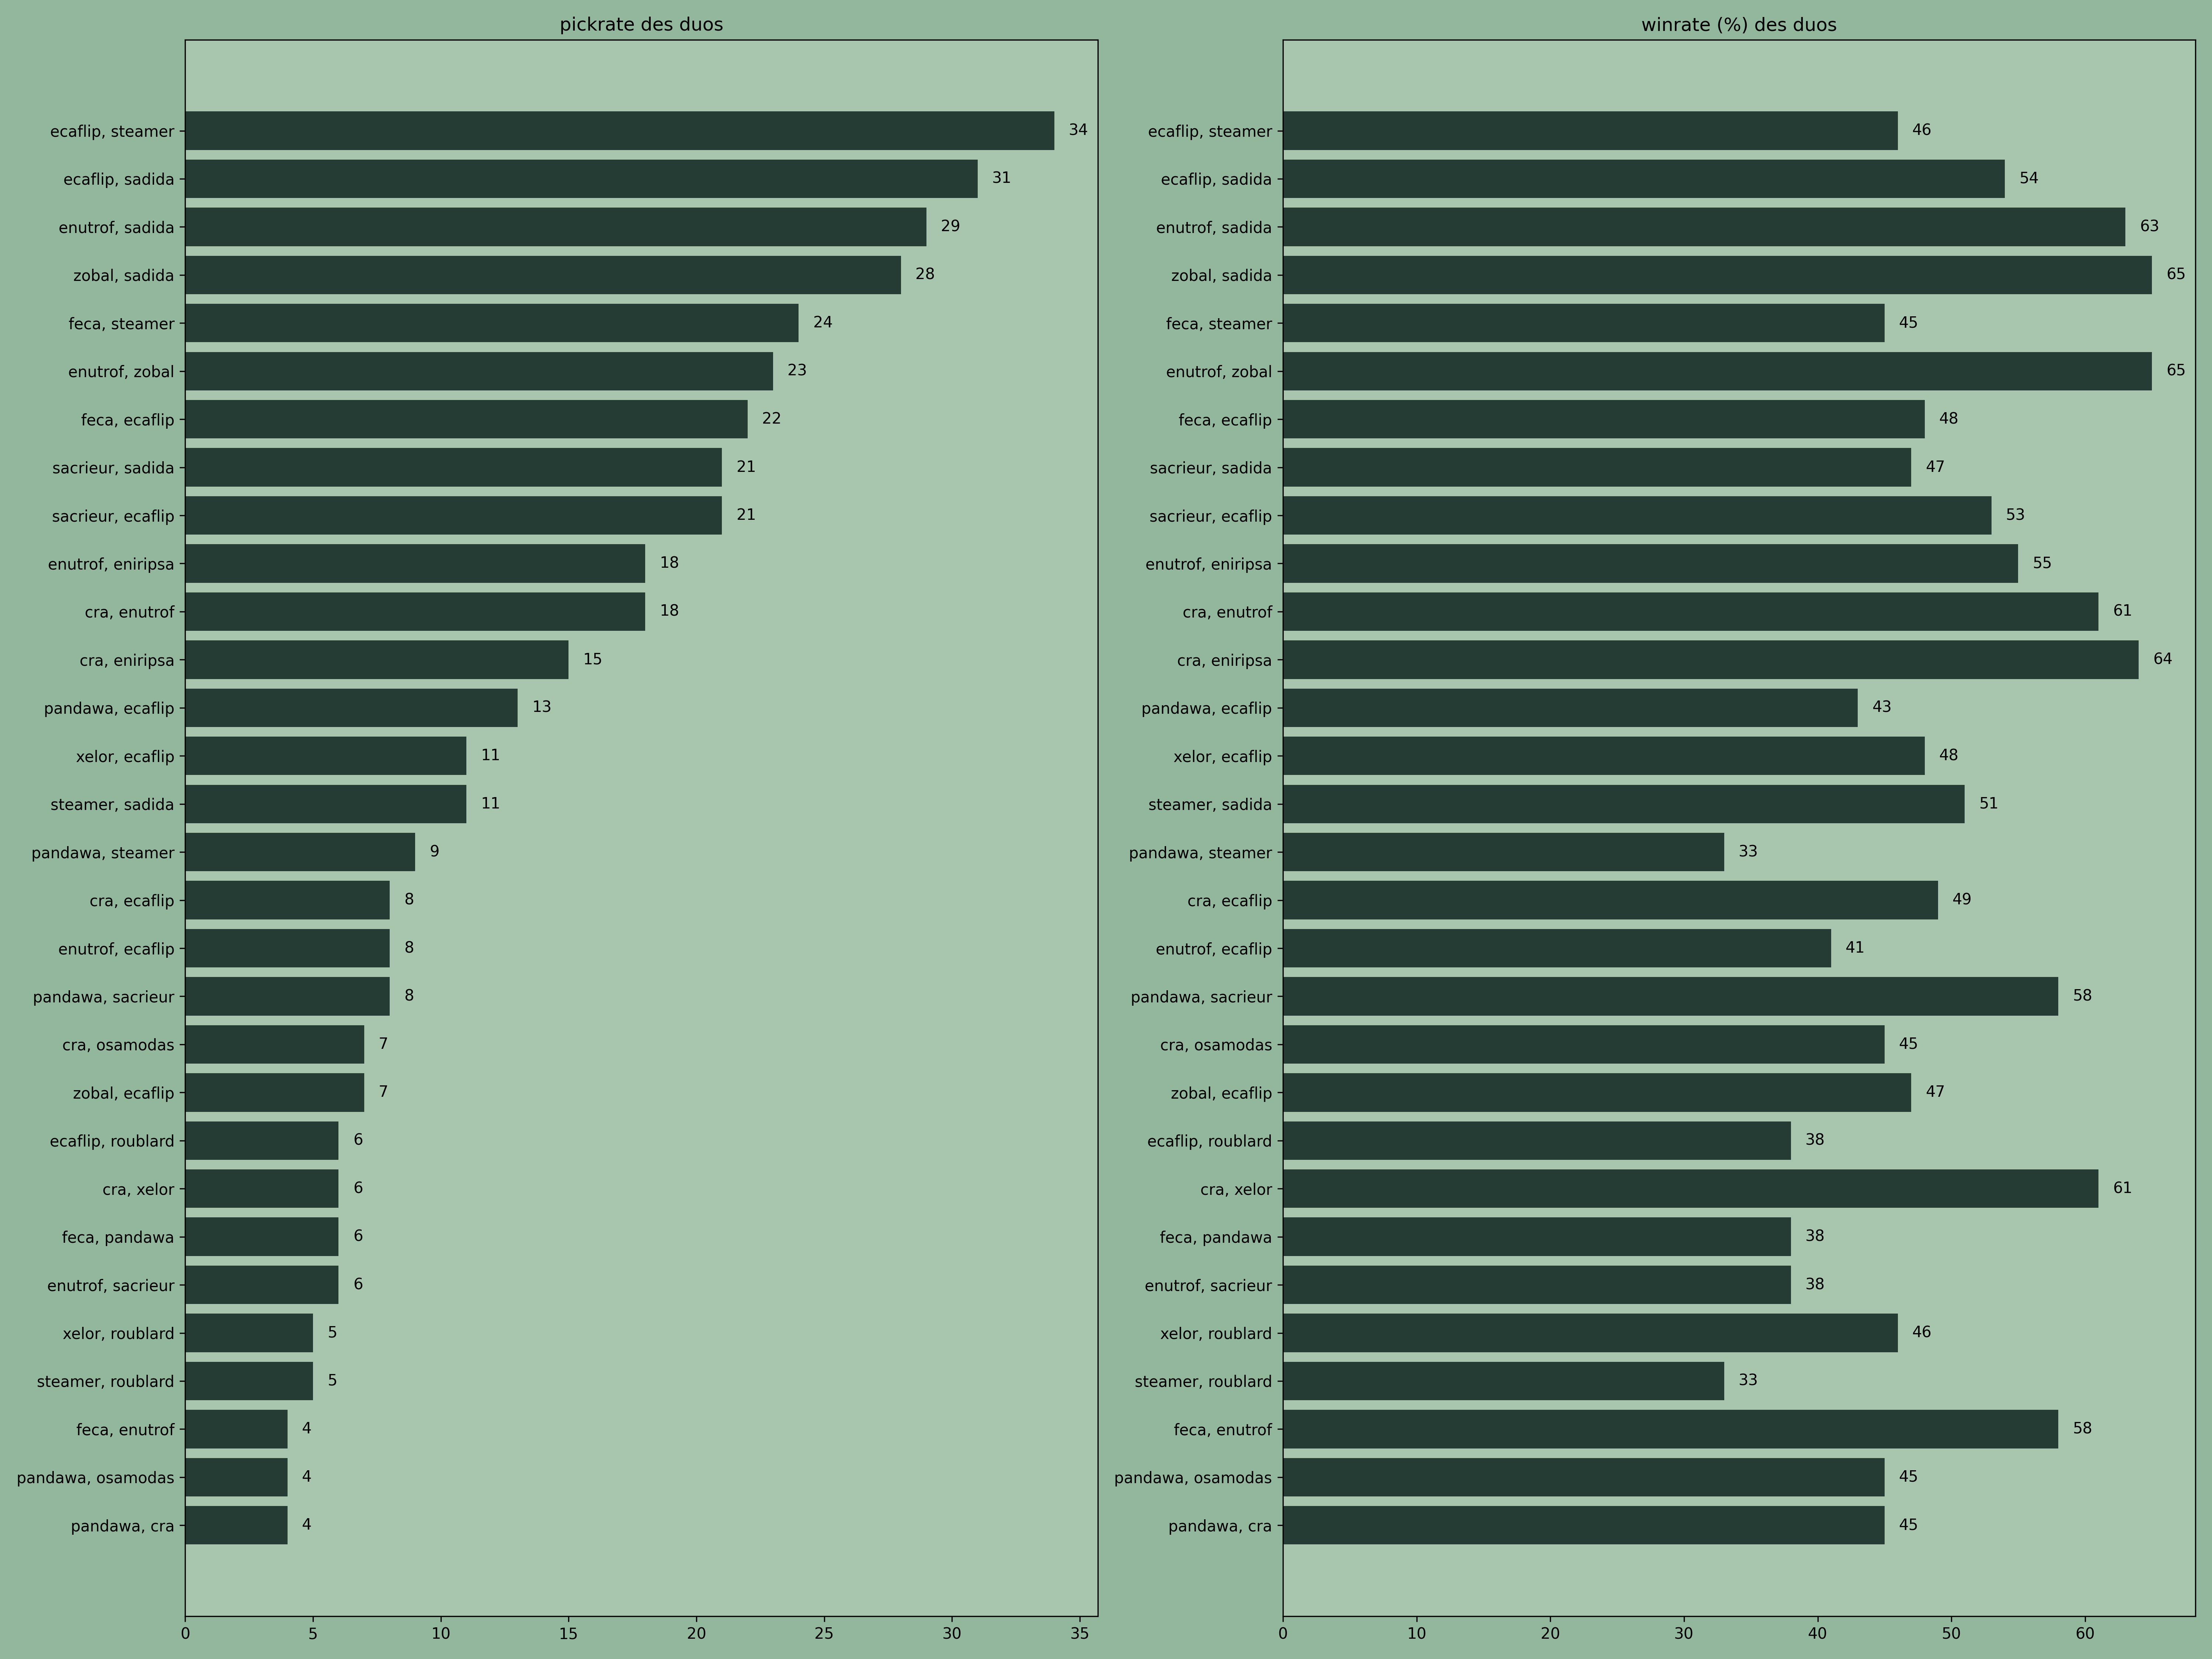 pickrate des duos
ecaflip, steamer 34
ecaflip, sadida 31
enutrof, sadida 29
zobal, sadida 28
feca, steamer 24
enutrof, zobal 23
feca, ecaflip 22
sacrieur, sadida 21
sacrieur, ecaflip 21
enutrof, eniripsa 18
cra, enutrof 18
cra, eniripsa 15
pandawa, ecaflip 13
xelor, ecaflip 11
steamer, sadida 11
pandawa, steamer 9
cra, ecaflip 8
enutrof, ecaflip 8
pandawa, sacrieur 8
cra, osamodas 7
zobal, ecaflip 7
ecaflip, roublard 6
cra, xelor 6
feca, pandawa 6
enutrof, sacrieur 6
xelor, roublard 5
steamer, roublard 5
feca, enutrof 4
pandawa, osamodas 4
pandawa, cra 4
0 5 10 15 20 25 30 35
winrate (%) des duos
ecaflip, steamer 46
ecaflip, sadida 54
enutrof, sadida 63
zobal, sadida 65
feca, steamer 45
enutrof, zobal 65
feca, ecaflip 48
sacrieur, sadida 47
sacrieur, ecaflip 53
enutrof, eniripsa 55
cra, enutrof 61
cra, eniripsa 64
pandawa, ecaflip 43
xelor, ecaflip 48
steamer, sadida 51
pandawa, steamer 33
cra, ecaflip 49
enutrof, ecaflip 41
pandawa, sacrieur 58
cra, osamodas 45
zobal, ecaflip 47
ecaflip, roublard 38
cra, xelor 61
feca, pandawa 38
enutrof, sacrieur 38
xelor, roublard 46
steamer, roublard 33
feca, enutrof 58
pandawa, osamodas 45
pandawa, cra 45
0 10 20 30 40 50 60